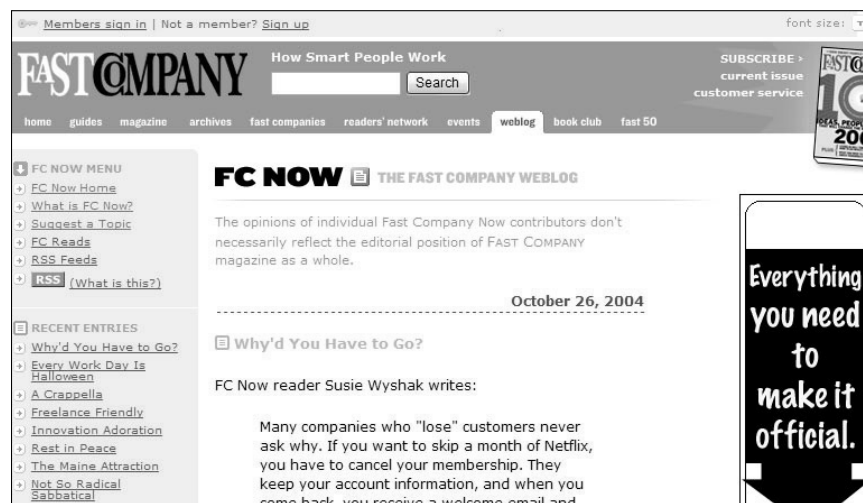 Members sign in | Not a member? Sign up
font size:
FAST COMPANY
How Smart People Work
Search
SUBSCRIBE >
current issue
customer service
home guides magazine archives fast companies readers' network events weblog book club fast 50
FC NOW MENU
FC Now Home
What is FC Now?
Suggest a Topic
FC Reads
RSS Feeds
RSS (What is this?)
RECENT ENTRIES
Why'd You Have to Go?
Every Work Day Is
Halloween
A Crappella
Freelance Friendly
Innovation Adoration
Rest in Peace
The Maine Attraction
Not So Radical
Sabbatical
FC NOW THE FAST COMPANY WEBLOG
The opinions of individual Fast Company Now contributors don't
necessarily reflect the editorial position of FAST COMPANY
magazine as a whole.
October 26, 2004
Why'd You Have to Go?
FC Now reader Susie Wyshak writes:
Many companies who "lose" customers never
ask why. If you want to skip a month of Netflix,
you have to cancel your membership. They
keep your account information, and when you
come back, you receive a welcome email and
Everything
you need
to
make it
official.